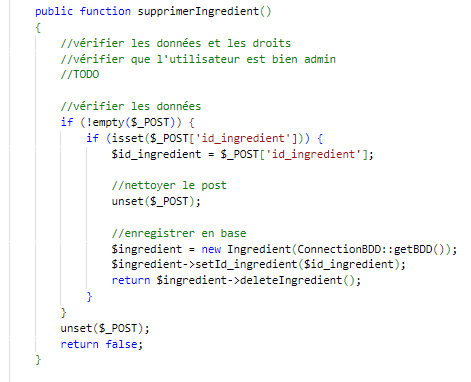 public function supprimerIngredient()
{
    //vérifier les données et les droits
    //vérifier que l'utilisateur est bien admin
    //TODO

    //vérifier les données
    if (!empty($_POST)) {
        if (isset($_POST['id_ingredient'])) {
            $id_ingredient = $_POST['id_ingredient'];

            //nettoyer le post
            unset($_POST);

            //enregistrer en base
            $ingredient = new Ingredient(ConnectionBDD::getBDD());
            $ingredient->setId_ingredient($id_ingredient);
            return $ingredient->deleteIngredient();
        }
    }
    unset($_POST);
    return false;
}